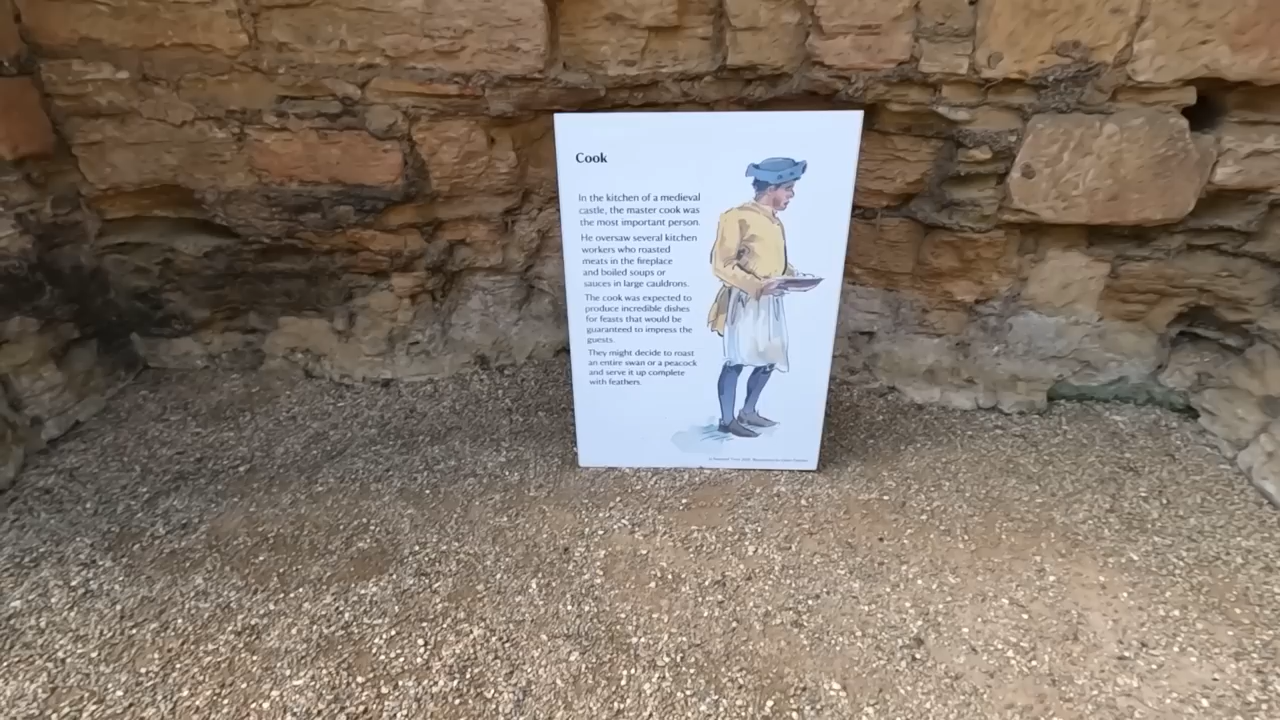 Cook
In the kitchen of a medieval
castle, the master cook was
the most important person.
He oversaw several kitchen
workers who roasted
meats in the fireplace
and boiled soups or
sauces in large cauldrons.
The cook was expected to
produce incredible dishes
for feasts that would be
guaranteed to impress the
guests.
They might decide to roast
an entire swan or a peacock
and serve it up complete
with feathers.